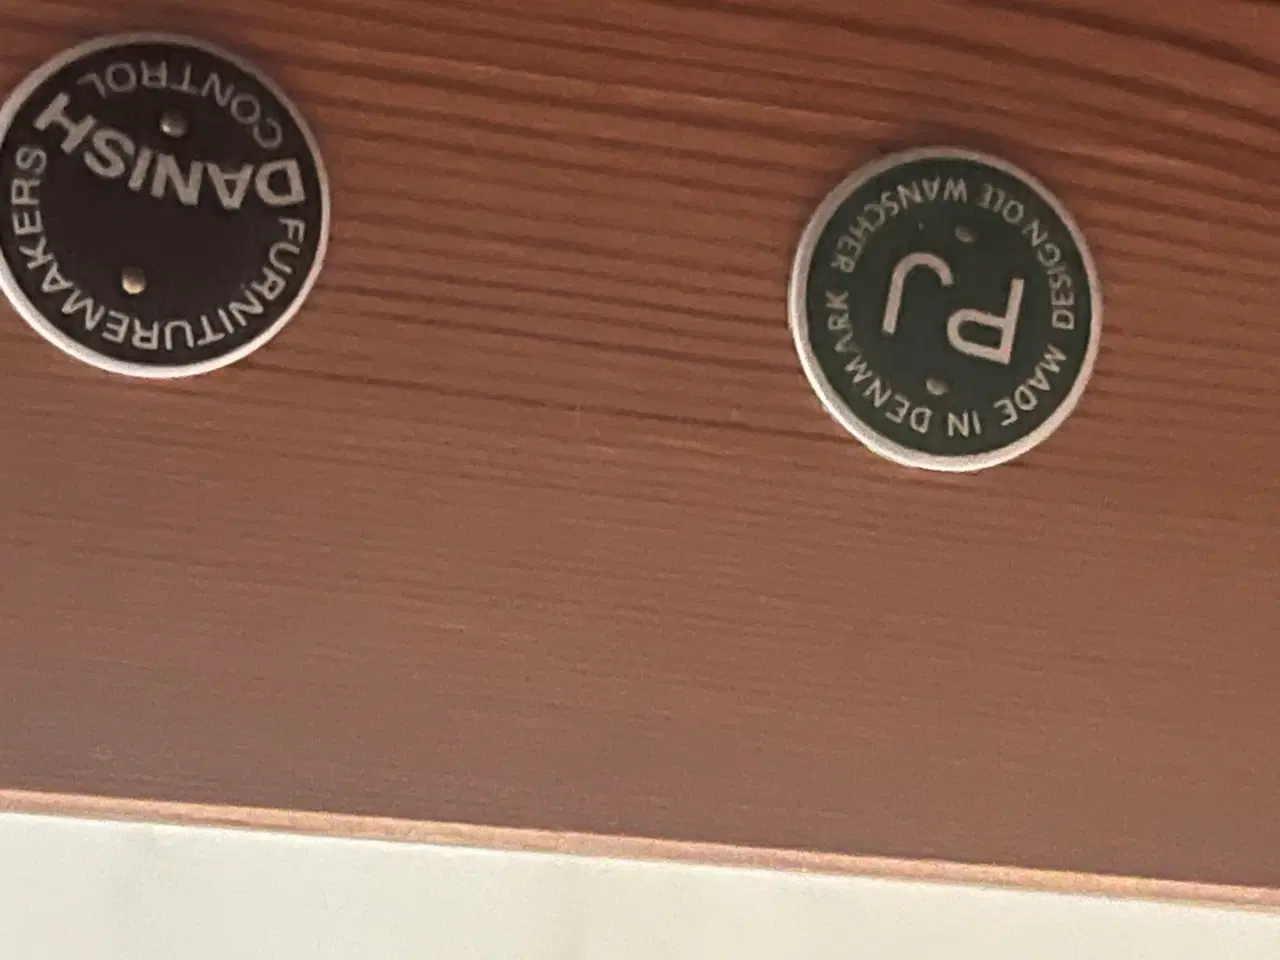 FURNITUREMAKERS
DANISH
CONTROL
DESIGN OLE WANSCHER
PJ
MADE IN DENMARK